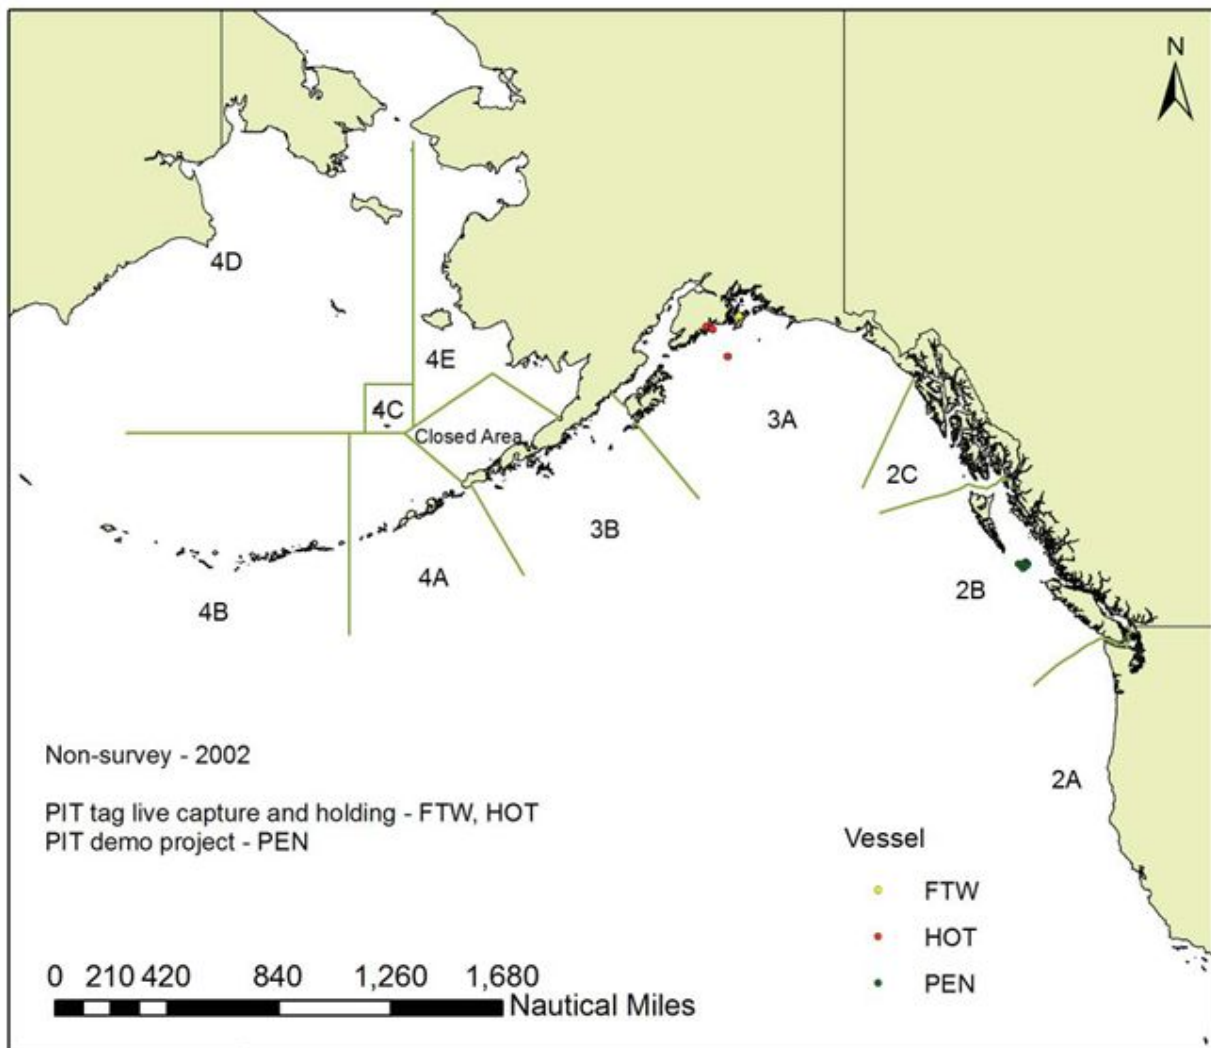 N
4D
4E
4C
Closed Area
3A
2C
3B
4A
4B
2B
2A
Non-survey - 2002
PIT tag live capture and holding - FTW, HOT
PIT demo project - PEN
Vessel
FTW
HOT
PEN
0 210 420 840 1,260 1,680
Nautical Miles